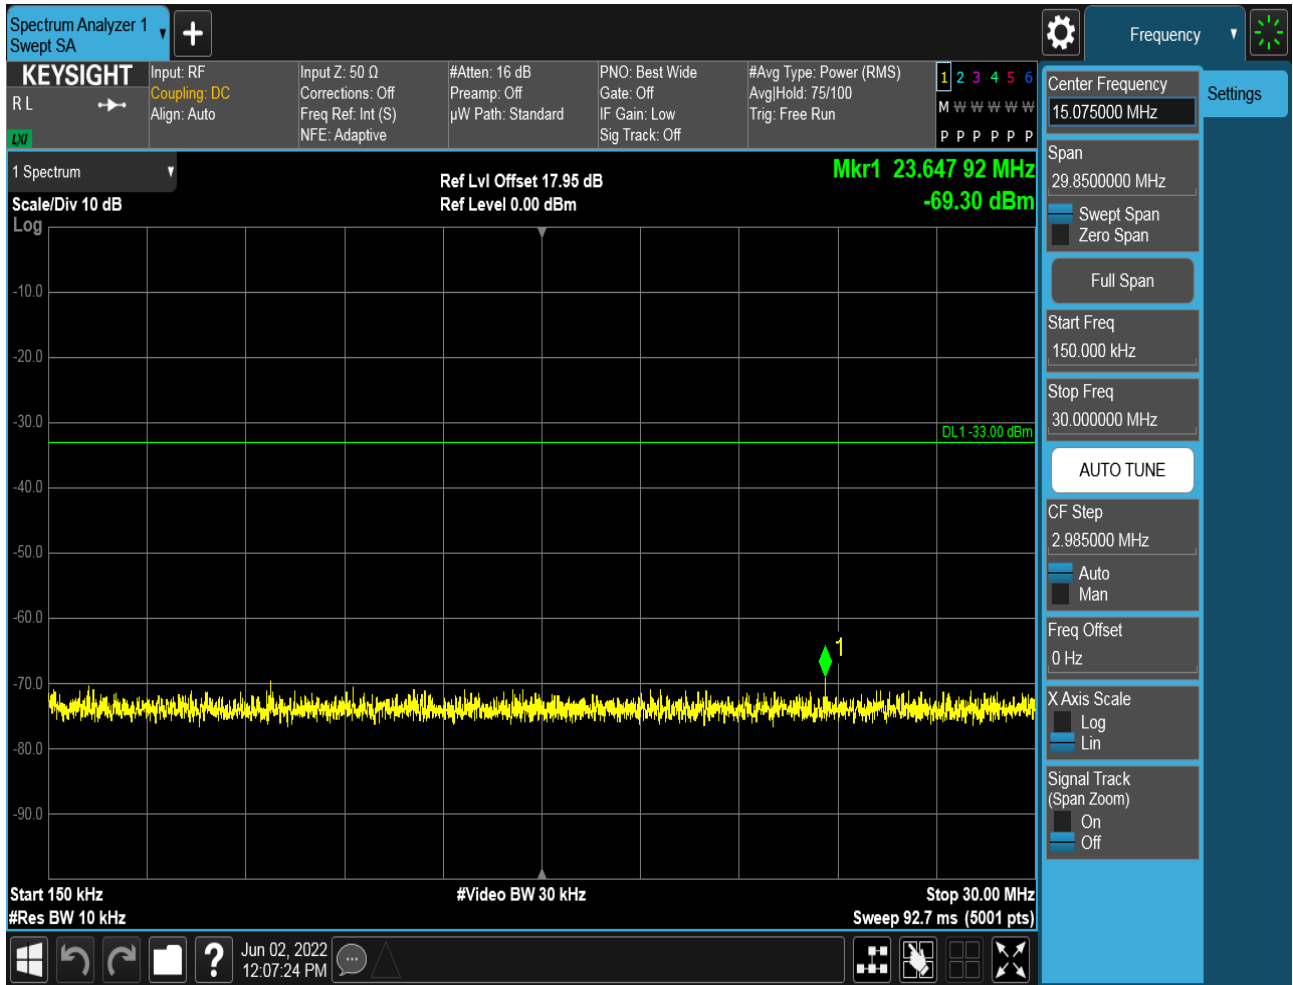 Spectrum Analyzer 1
Swept SA
+
Frequency
KEYSIGHT
R L
LXI
Input: RF
Coupling: DC
Align: Auto
Input Z: 50 Ω
Corrections: Off
Freq Ref: Int (S)
NFE: Adaptive
#Atten: 16 dB
Preamp: Off
µW Path: Standard
PNO: Best Wide
Gate: Off
IF Gain: Low
Sig Track: Off
#Avg Type: Power (RMS)
Avg|Hold: 75/100
Trig: Free Run
1 2 3 4 5 6
M W W W W W
P P P P P P
1 Spectrum
Scale/Div 10 dB
Log
Ref Lvl Offset 17.95 dB
Ref Level 0.00 dBm
Mkr1 23.647 92 MHz
-69.30 dBm
-10.0
-20.0
-30.0
DL1 -33.00 dBm
-40.0
-50.0
-60.0
1
-70.0
-80.0
-90.0
Start 150 kHz
#Res BW 10 kHz
#Video BW 30 kHz
Stop 30.00 MHz
Sweep 92.7 ms (5001 pts)
Center Frequency
15.075000 MHz
Settings
Span
29.8500000 MHz
Swept Span
Zero Span
Full Span
Start Freq
150.000 kHz
Stop Freq
30.000000 MHz
AUTO TUNE
CF Step
2.985000 MHz
Auto
Man
Freq Offset
0 Hz
X Axis Scale
Log
Lin
Signal Track
(Span Zoom)
On
Off
?
Jun 02, 2022
12:07:24 PM